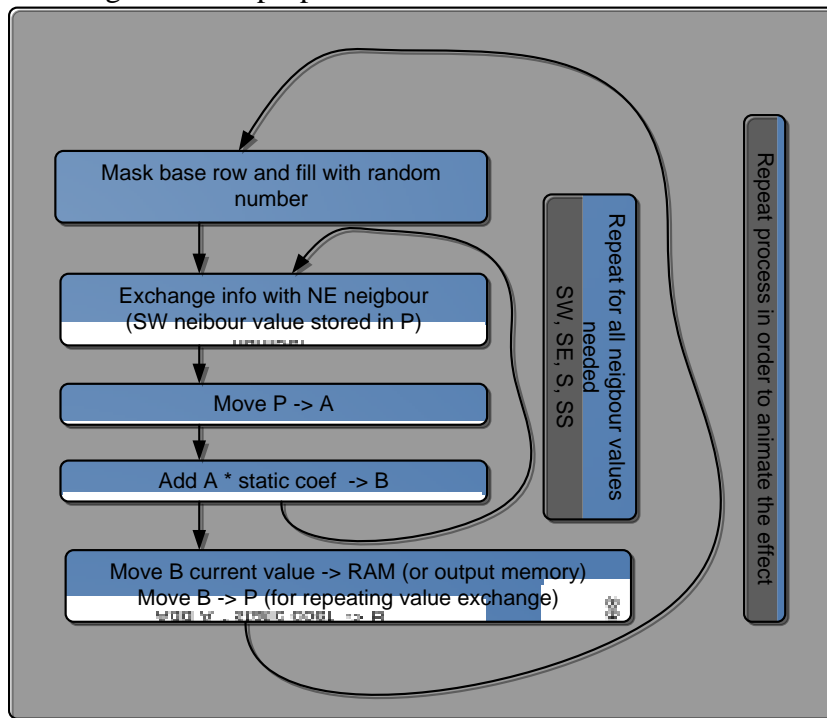 Mask base row and fill with random
number
Exchange info with NE neigbour
(SW neibour value stored in P)
Move P -> A
Add A * static coef -> B
Move B current value -> RAM (or output memory)
Move B -> P (for repeating value exchange)
Repeat for all neighbour values
needed
SW, SE, S, SS
Repeat process in order to animate the effect